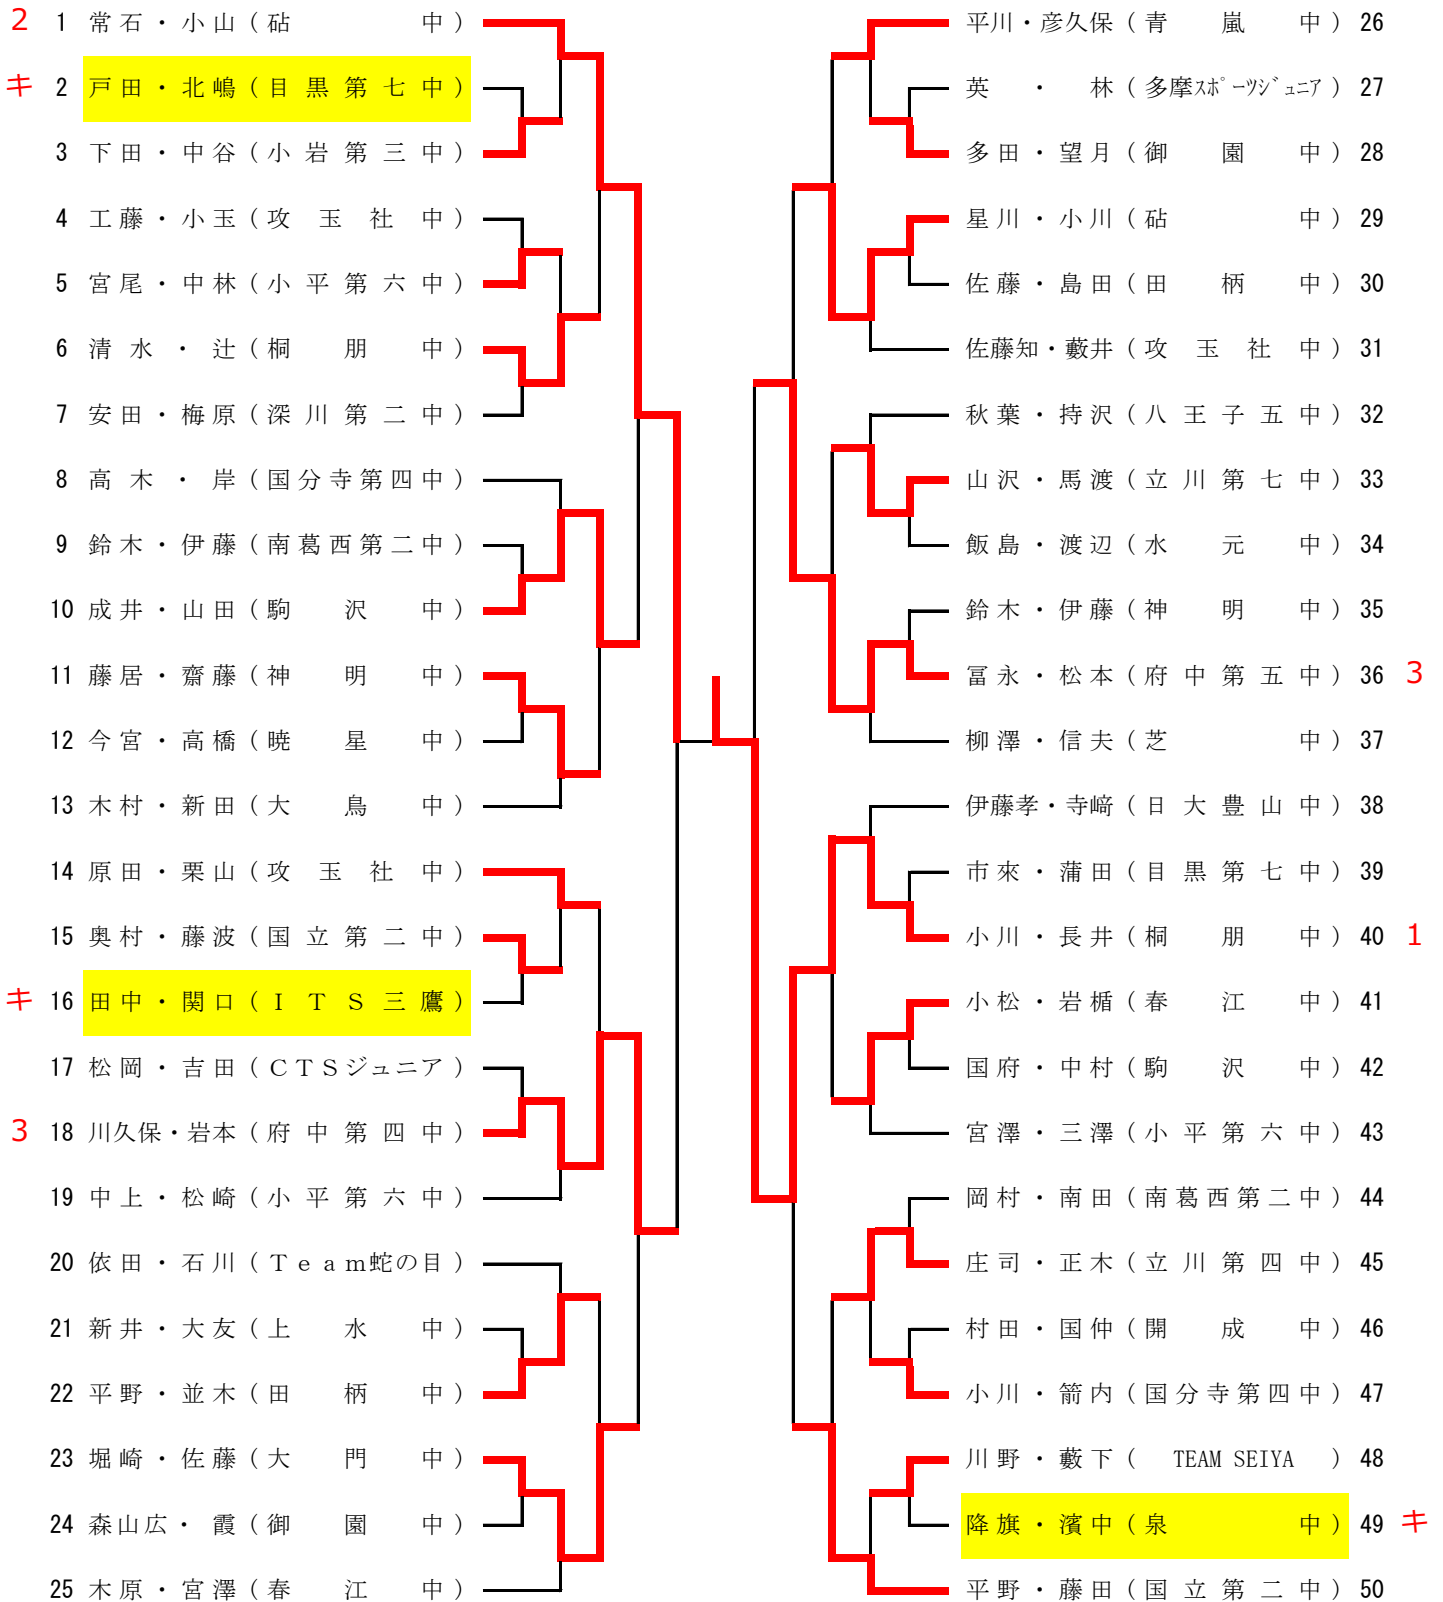 2 1 常石・小山(砧 中)
キ 2 戸田・北嶋(目黒第七中)
3 下田・中谷(小岩第三中)
4 工藤・小玉(攻玉社中)
5 宮尾・中林(小平第六中)
6 清水・辻(桐朋中)
7 安田・梅原(深川第二中)
8 高木・岸(国分寺第四中)
9 鈴木・伊藤(南葛西第二中)
10 成井・山田(駒沢中)
11 藤居・齋藤(神明中)
12 今宮・高橋(暁星中)
13 木村・新田(大鳥中)
14 原田・栗山(攻玉社中)
15 奥村・藤波(国立第二中)
キ 16 田中・関口(ITS三鷹)
17 松岡・吉田(CTSジュニア)
3 18 川久保・岩本(府中第四中)
19 中上・松崎(小平第六中)
20 依田・石川(Team蛇の目)
21 新井・大友(上水中)
22 平野・並木(田柄中)
23 堀崎・佐藤(大門中)
24 森山広・霞(御園中)
25 木原・宮澤(春江中)
平川・彦久保(青嵐中) 26
英・林(多摩スポーツジュニア) 27
多田・望月(御園中) 28
星川・小川(砧 中) 29
佐藤・島田(田柄中) 30
佐藤知・藪井(攻玉社中) 31
秋葉・持沢(八王子五中) 32
山沢・馬渡(立川第七中) 33
飯島・渡辺(水元中) 34
鈴木・伊藤(神明中) 35
冨永・松本(府中第五中) 36 3
柳澤・信夫(芝 中) 37
伊藤孝・寺﨑(日大豊山中) 38
市來・蒲田(目黒第七中) 39
小川・長井(桐朋中) 40 1
小松・岩楯(春江中) 41
国府・中村(駒沢中) 42
宮澤・三澤(小平第六中) 43
岡村・南田(南葛西第二中) 44
庄司・正木(立川第四中) 45
村田・国仲(開成中) 46
小川・箭内(国分寺第四中) 47
川野・藪下( TEAM SEIYA ) 48
降旗・濱中(泉 中) 49 キ
平野・藤田(国立第二中) 50